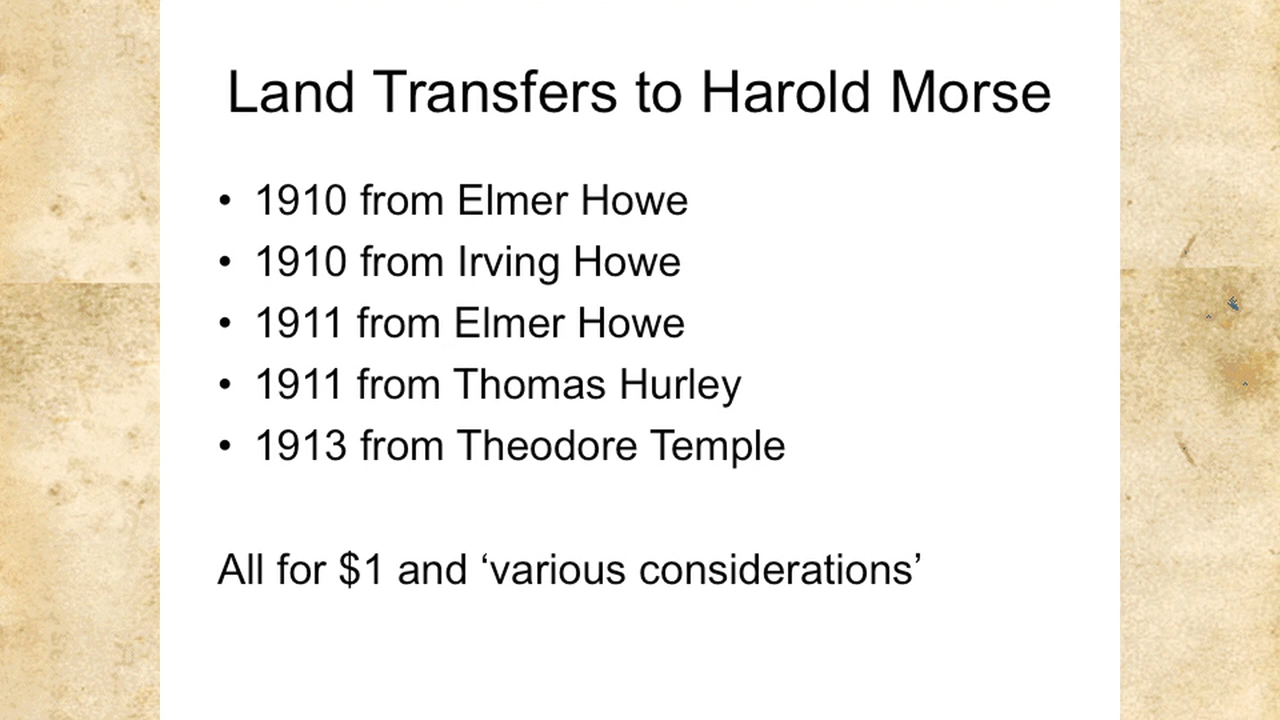 Land Transfers to Harold Morse
• 1910 from Elmer Howe
• 1910 from Irving Howe
• 1911 from Elmer Howe
• 1911 from Thomas Hurley
• 1913 from Theodore Temple
All for $1 and ‘various considerations’